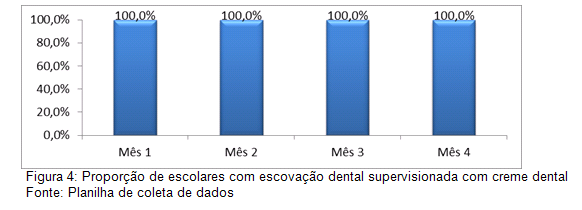 100,0% 100,0% 100,0% 100,0% 100,0%
80,0%
60,0%
40,0%
20,0%
0,0%
Mês 1 Mês 2 Mês 3 Mês 4
Figura 4: Proporção de escolares com escovação dental supervisionada com creme dental
Fonte: Planilha de coleta de dados